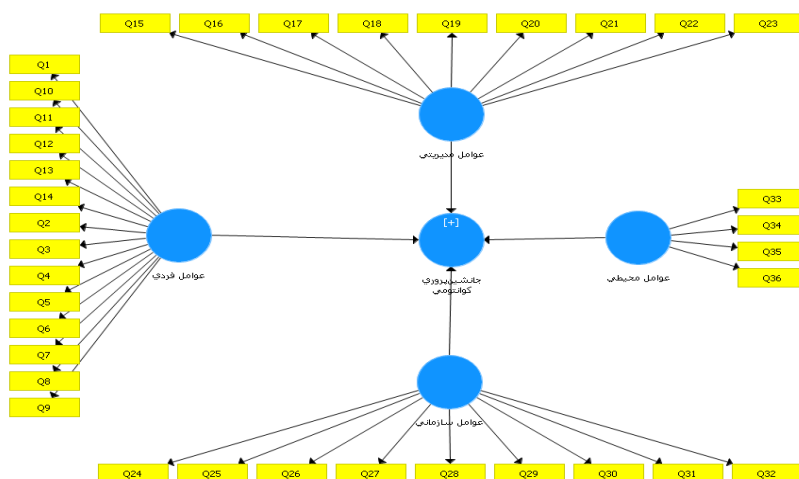 Q15
Q16
Q17
Q18
Q19
Q20
Q21
Q22
Q23
Q1
Q10
Q11
Q12
Q13
Q14
Q2
Q3
Q4
Q5
Q6
Q7
Q8
Q9
عوامل مديريتي
عوامل فردي
[+]
جانشين‌پروري
كوانتومي
عوامل محيطي
Q33
Q34
Q35
Q36
عوامل سازماني
Q24
Q25
Q26
Q27
Q28
Q29
Q30
Q31
Q32